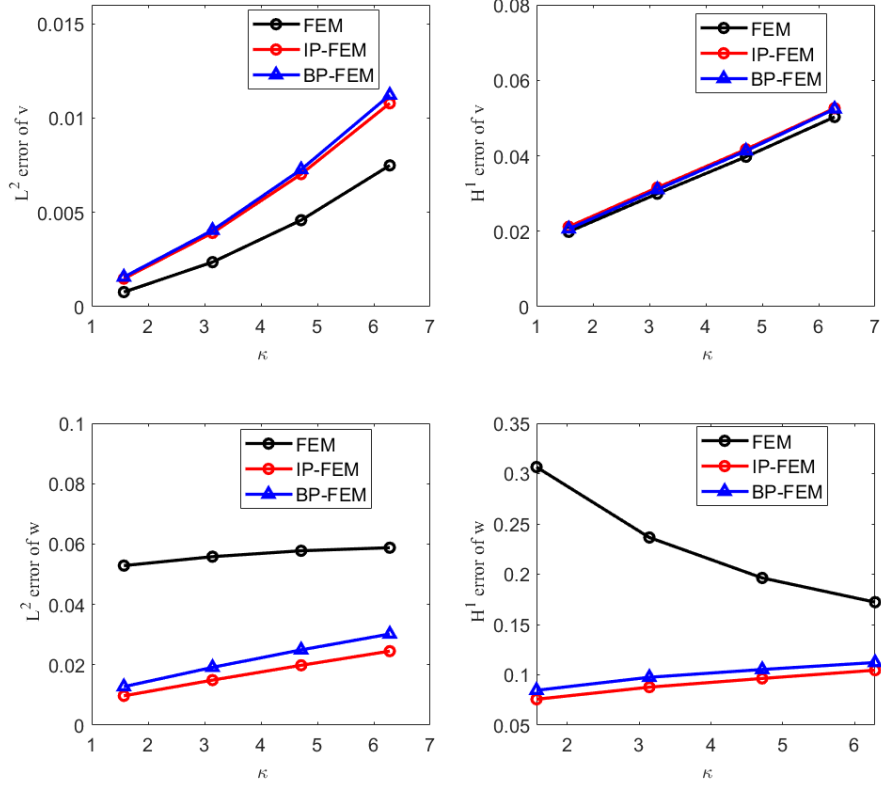 0.015
0.01
0.005
0
1 2 3 4 5 6 7
κ
L² error of v
FEM
IP-FEM
BP-FEM
0.08
0.06
0.04
0.02
0
1 2 3 4 5 6 7
κ
H¹ error of v
FEM
IP-FEM
BP-FEM
0.1
0.08
0.06
0.04
0.02
0
1 2 3 4 5 6 7
κ
L² error of w
FEM
IP-FEM
BP-FEM
0.35
0.3
0.25
0.2
0.15
0.1
0.05
2 3 4 5 6
κ
H¹ error of w
FEM
IP-FEM
BP-FEM